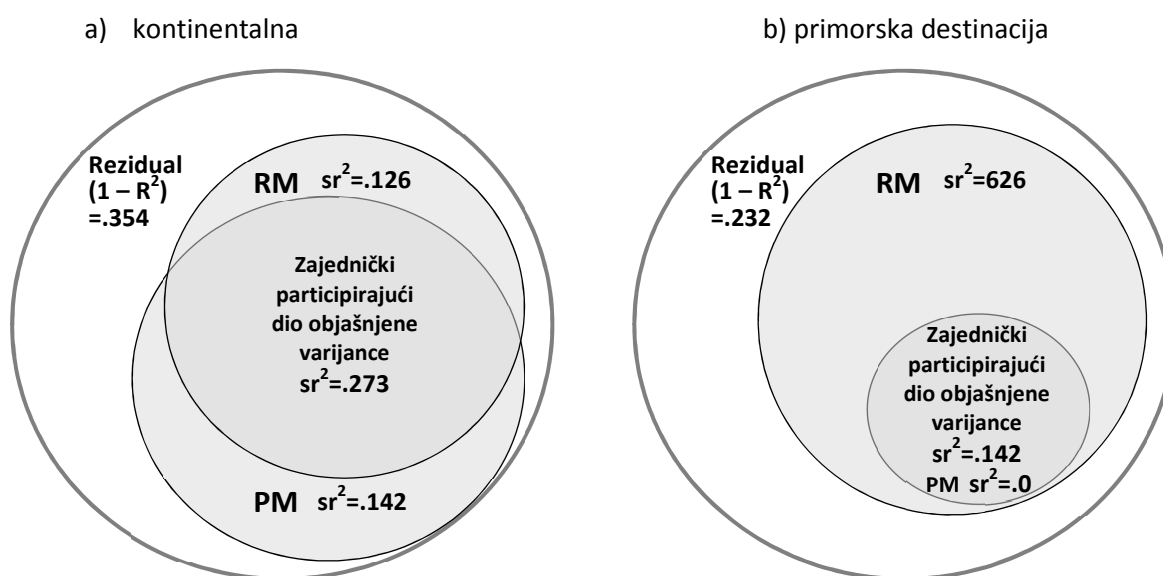 a) kontinentalna
Rezidual
(1 – R²)
=.354
RM sr²=.126
Zajednički
participirajući
dio objašnjene
varijance
sr²=.273
PM sr²=.142
b) primorska destinacija
Rezidual
(1 – R²)
=.232
RM sr²=626
Zajednički
participirajući
dio objašnjene
varijance
sr²=.142
PM sr²=.0